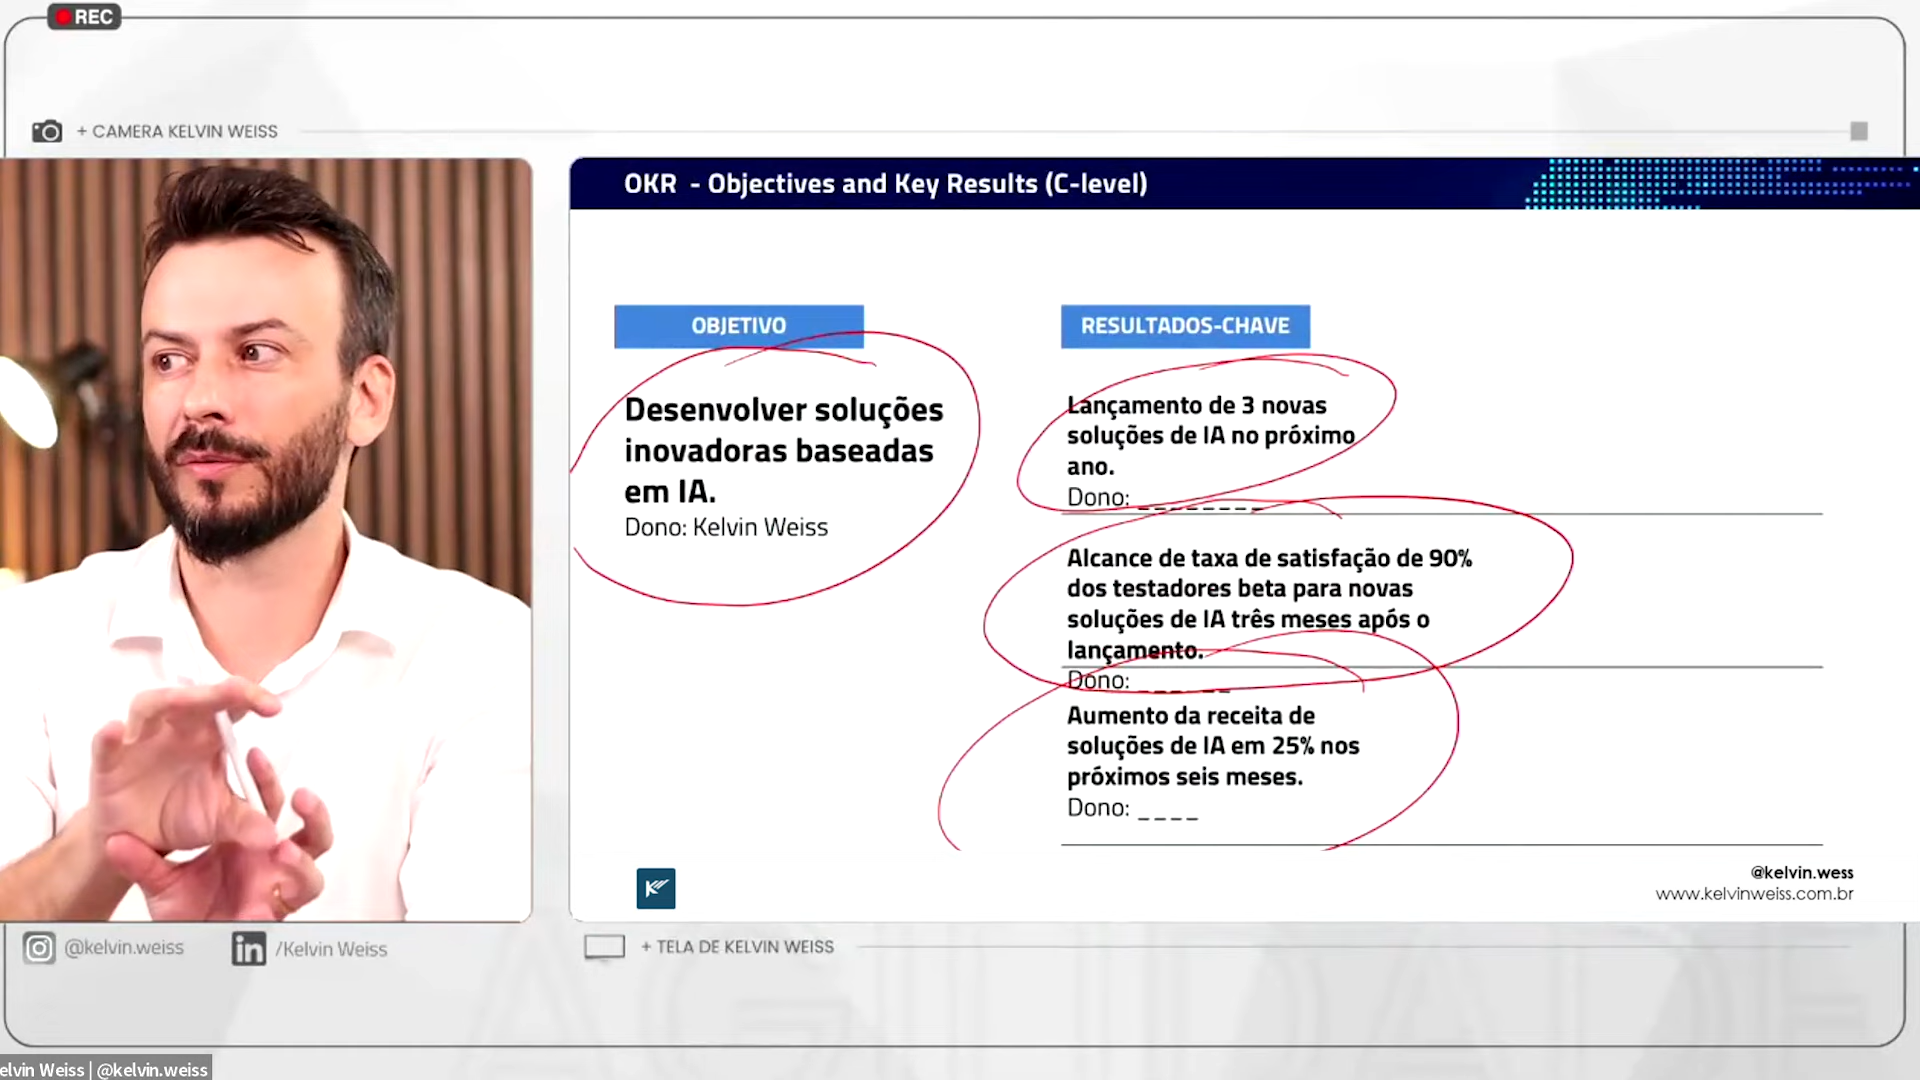 REC
+ CAMERA KELVIN WEISS
OKR - Objectives and Key Results (C-level)
OBJETIVO
Desenvolver soluções
inovadoras baseadas
em IA.
Dono: Kelvin Weiss
RESULTADOS-CHAVE
Lançamento de 3 novas
soluções de IA no próximo
ano.
Dono: ________
Alcance de taxa de satisfação de 90%
dos testadores beta para novas
soluções de IA três meses após o
lançamento.
Dono: ______
Aumento da receita de
soluções de IA em 25% nos
próximos seis meses.
Dono: ____
@kelvin.wess
www.kelvinweiss.com.br
@kelvin.weiss
in /Kelvin Weiss
+ TELA DE KELVIN WEISS
elvin Weiss | @kelvin.weiss